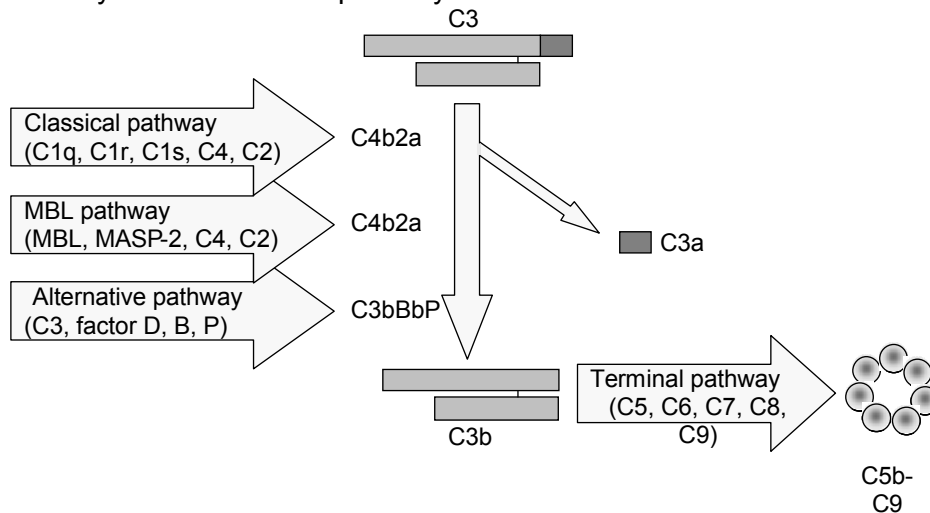 C3
Classical pathway
(C1q, C1r, C1s, C4, C2)
C4b2a
MBL pathway
(MBL, MASP-2, C4, C2)
C4b2a
C3a
Alternative pathway
(C3, factor D, B, P)
C3bBbP
Terminal pathway
(C5, C6, C7, C8,
C9)
C3b
C5b-
C9